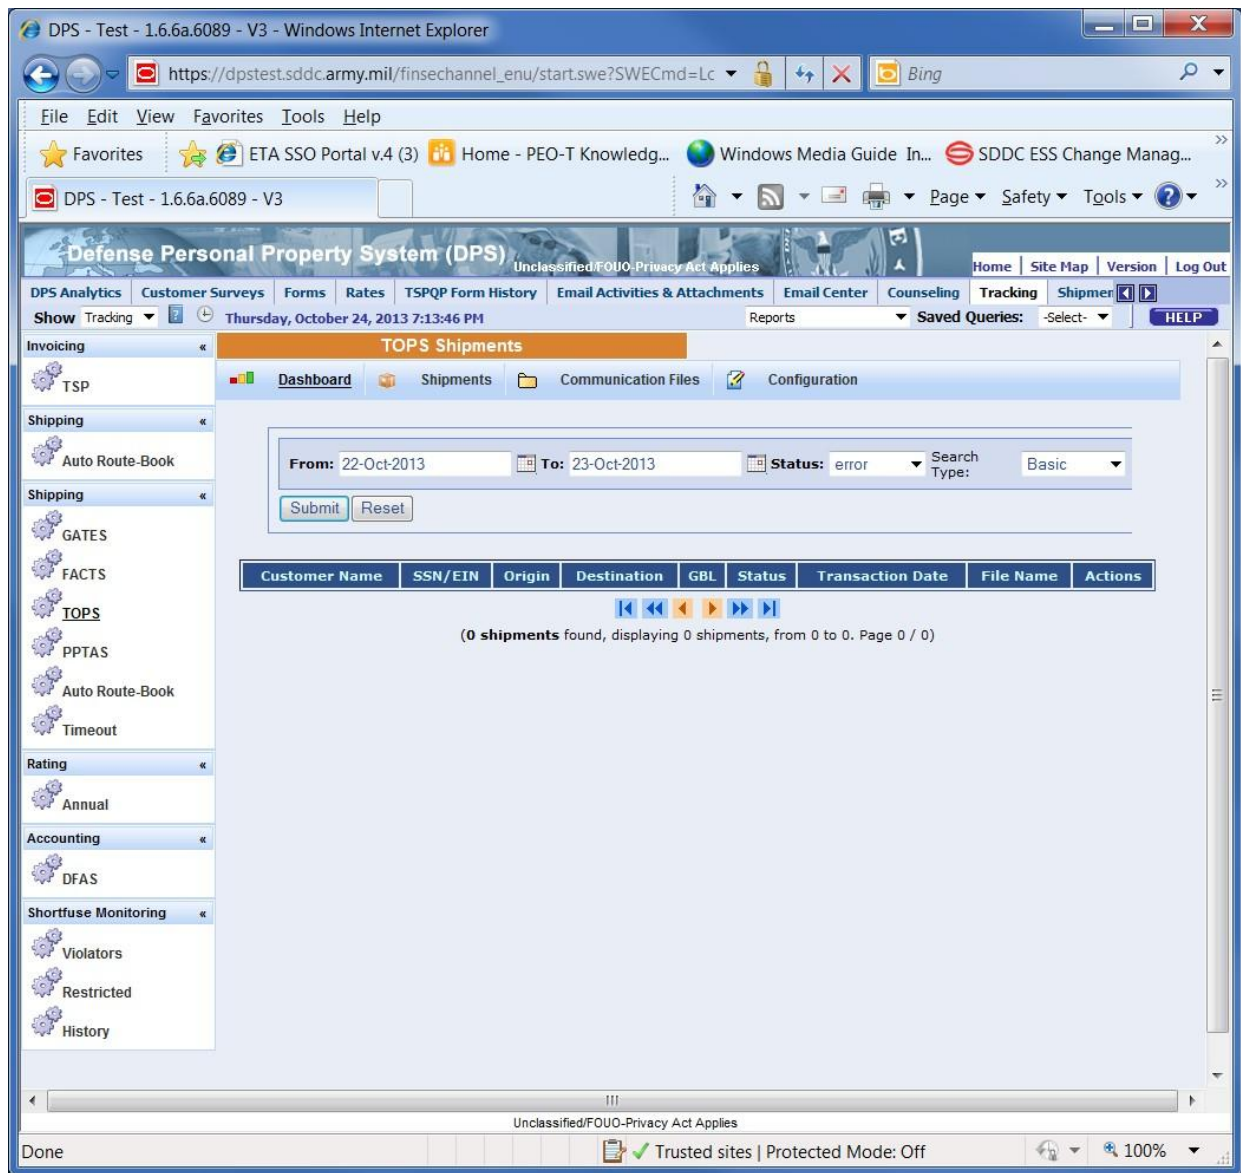 DPS - Test - 1.6.6a.6089 - V3 - Windows Internet Explorer
https://dpstest.sddc.army.mil/finsechannel_enu/start.swe?SWECmd=Lc Bing
File Edit View Favorites Tools Help
Favorites ETA SSO Portal v.4 (3) Home - PEO-T Knowledg... Windows Media Guide In... SDDC ESS Change Manag... »
DPS - Test - 1.6.6a.6089 - V3 Page Safety Tools »
Defense Personal Property System (DPS) Unclassified/FOUO-Privacy Act Applies
Home | Site Map | Version | Log Out
DPS Analytics Customer Surveys Forms Rates TSPQP Form History Email Activities & Attachments Email Center Counseling Tracking Shipmen
Show Tracking Thursday, October 24, 2013 7:13:46 PM Reports Saved Queries: -Select- HELP
Invoicing «
TSP
Shipping «
Auto Route-Book
Shipping «
GATES
FACTS
TOPS
PPTAS
Auto Route-Book
Timeout
Rating «
Annual
Accounting «
DFAS
Shortfuse Monitoring «
Violators
Restricted
History
TOPS Shipments
Dashboard Shipments Communication Files Configuration
From: 22-Oct-2013 To: 23-Oct-2013 Status: error Search Type: Basic
Submit Reset
Customer Name SSN/EIN Origin Destination GBL Status Transaction Date File Name Actions
(0 shipments found, displaying 0 shipments, from 0 to 0. Page 0 / 0)
Unclassified/FOUO-Privacy Act Applies
Done Trusted sites | Protected Mode: Off 100%